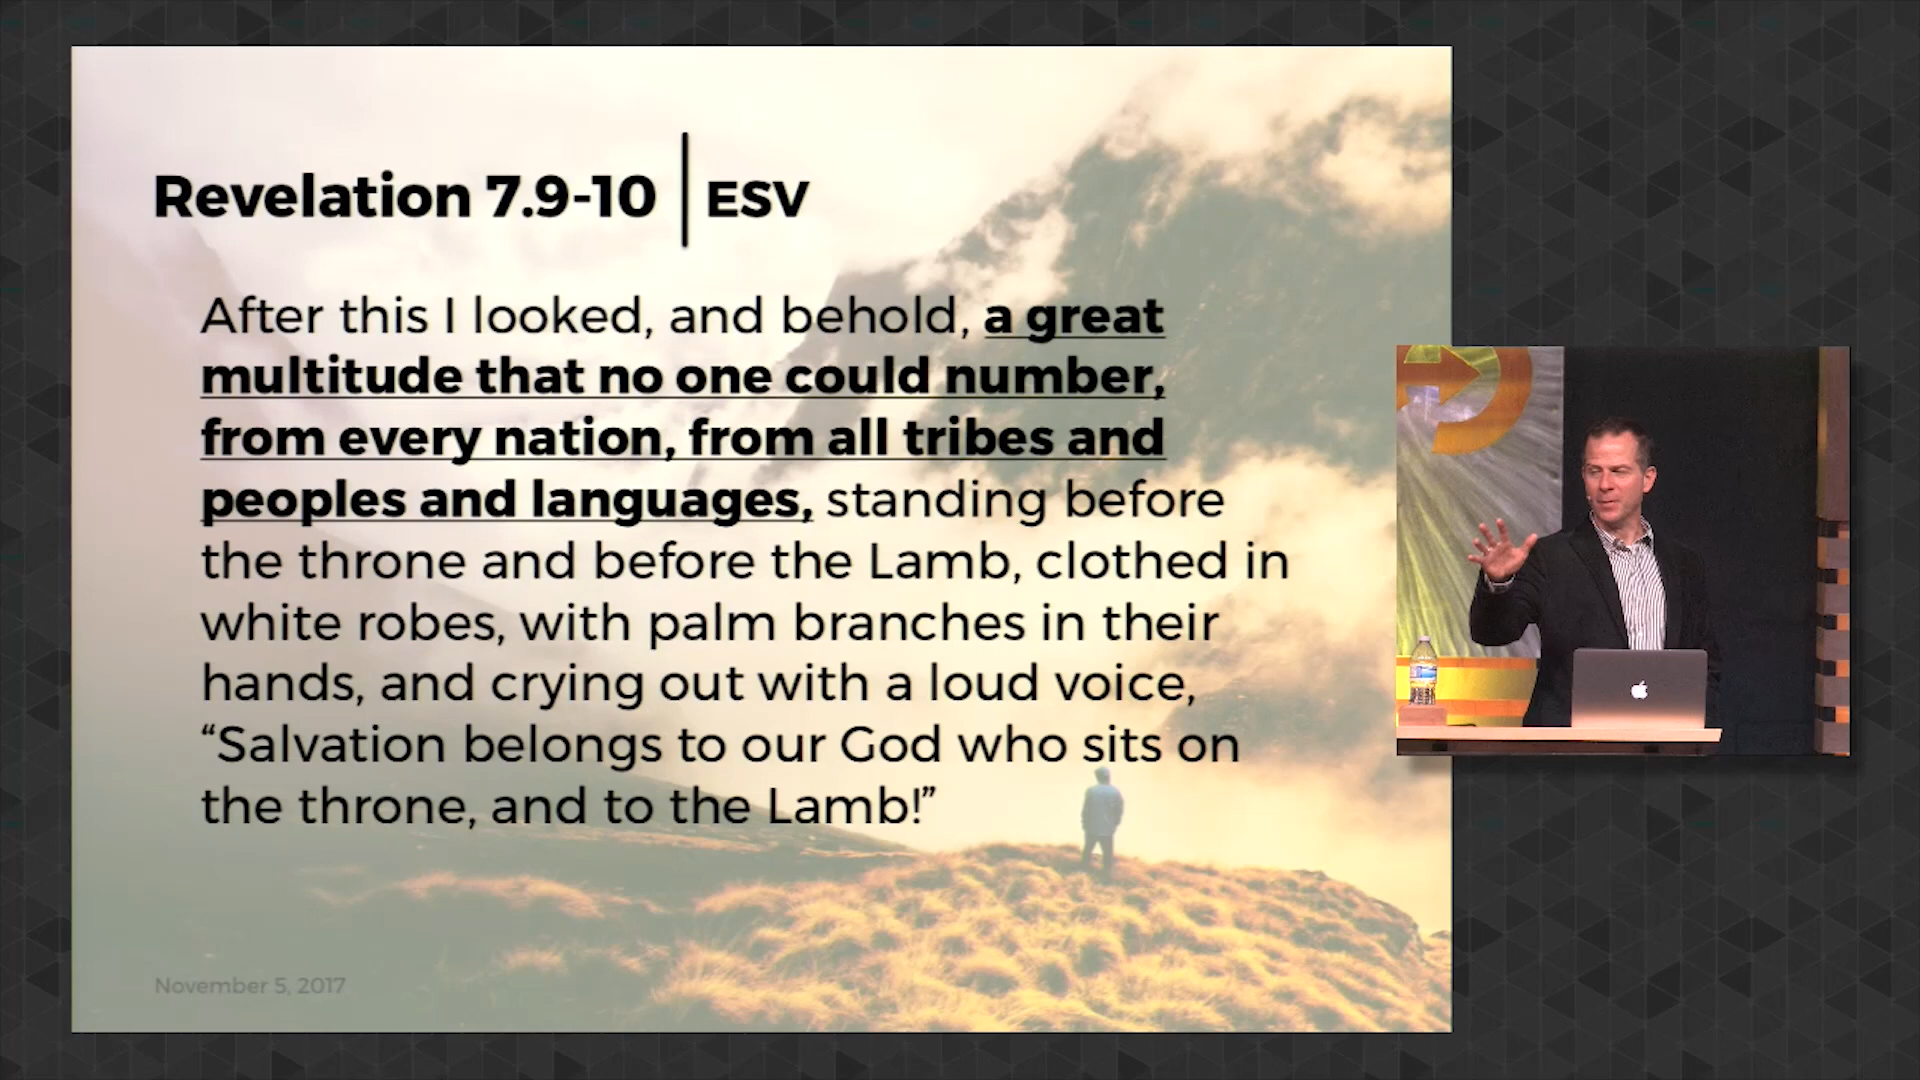 Revelation 7.9-10 | ESV
After this I looked, and behold, a great
multitude that no one could number,
from every nation, from all tribes and
peoples and languages, standing before
the throne and before the Lamb, clothed in
white robes, with palm branches in their
hands, and crying out with a loud voice,
“Salvation belongs to our God who sits on
the throne, and to the Lamb!”
November 5, 2017